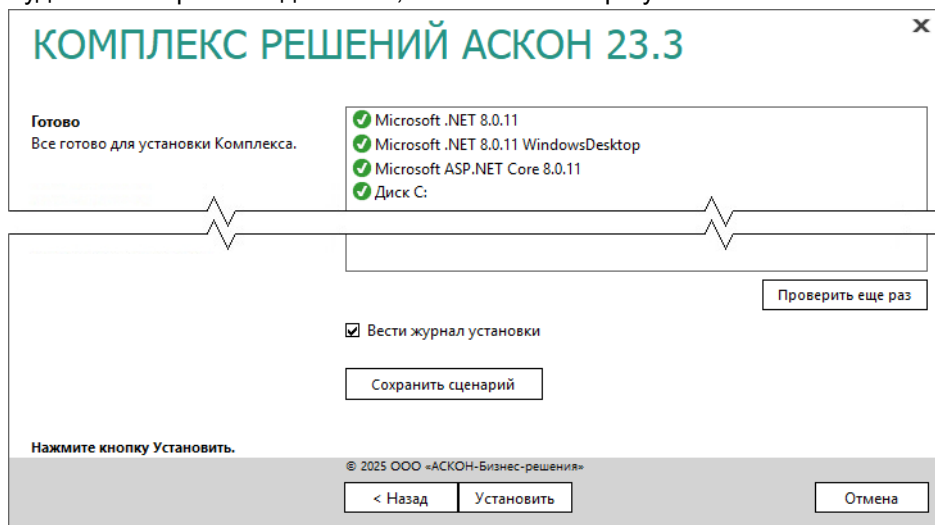 КОМПЛЕКС РЕШЕНИЙ АСКОН 23.3
Готово
Все готово для установки Комплекса.
Microsoft .NET 8.0.11
Microsoft .NET 8.0.11 WindowsDesktop
Microsoft ASP.NET Core 8.0.11
Диск C:
Проверить еще раз
Вести журнал установки
Сохранить сценарий
Нажмите кнопку Установить.
© 2025 ООО «АСКОН-Бизнес-решения»
< Назад
Установить
Отмена